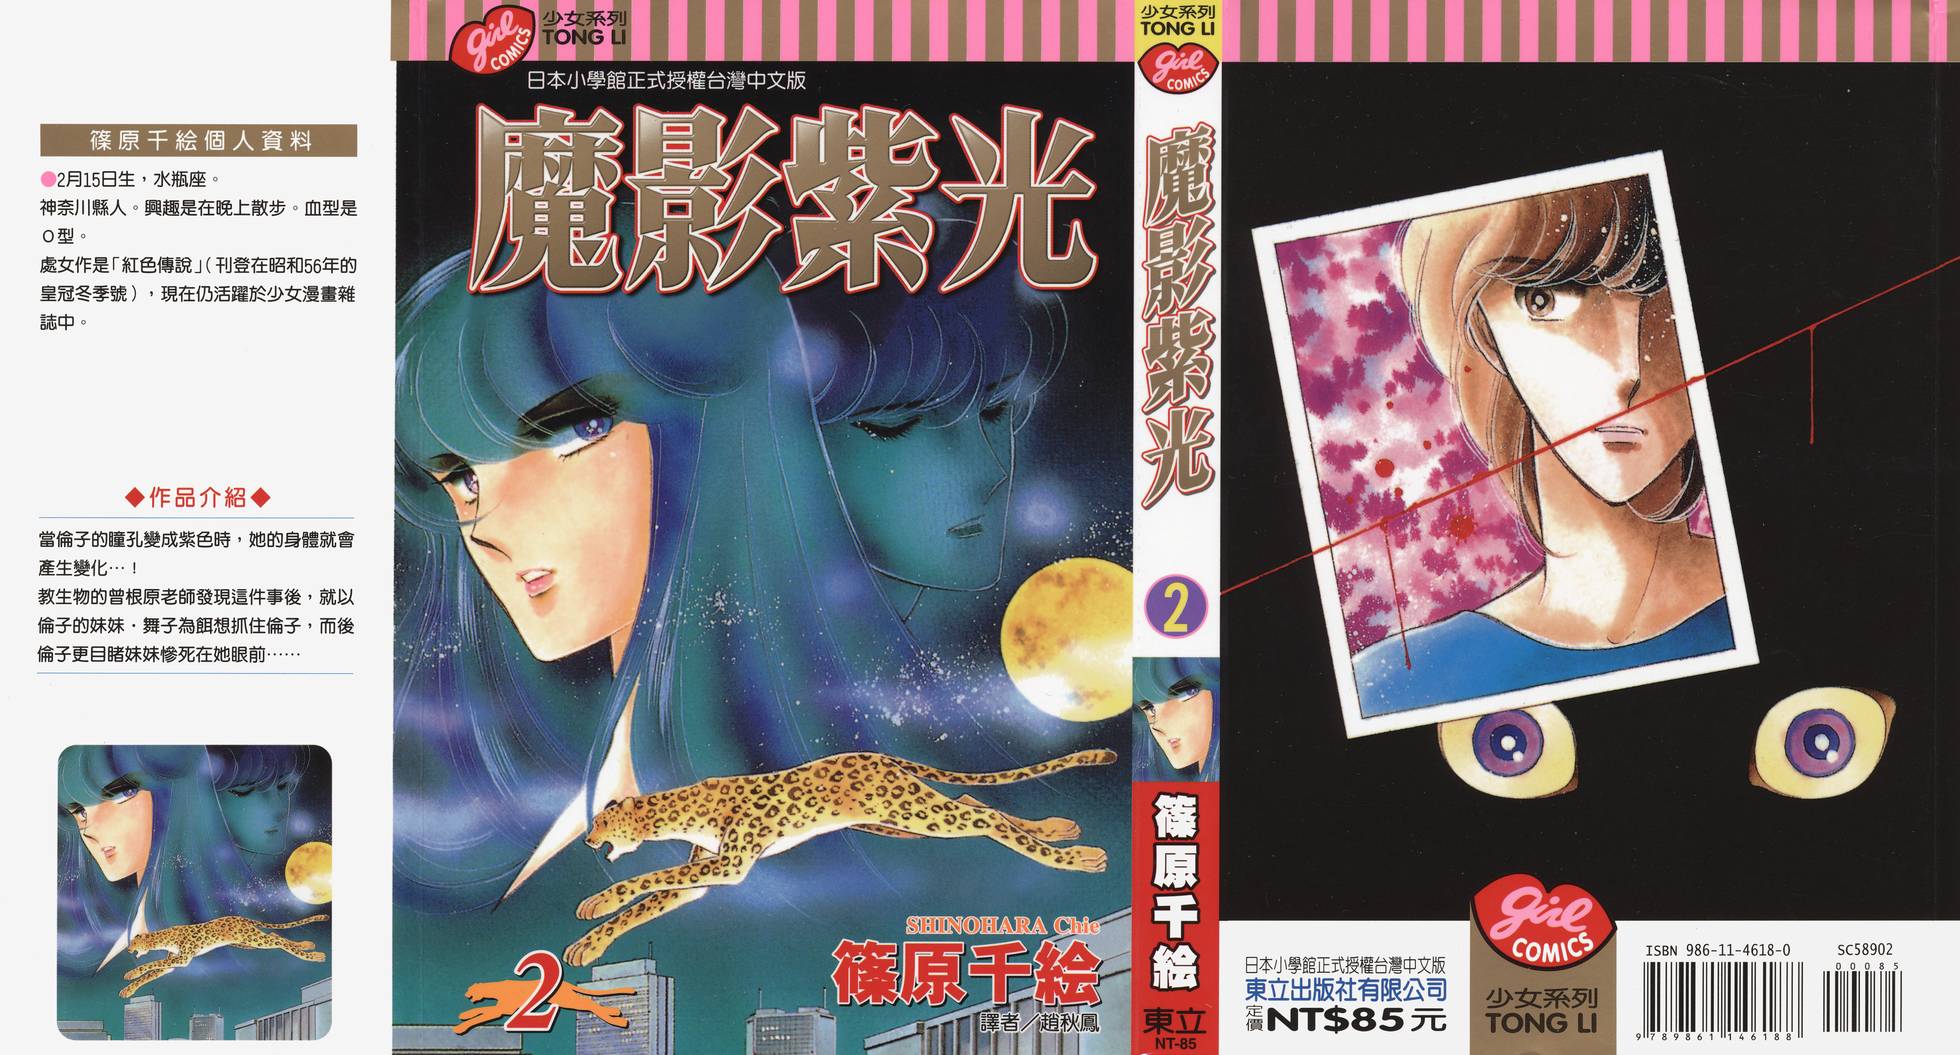 篠原千絵個人資料
●2月15日生，水瓶座。
神奈川縣人。興趣是在晚上散步。血型是
O型。
處女作是「紅色傳說」（刊登在昭和56年的
皇冠冬季號），現在仍活躍於少女漫畫雜
誌中。
◆作品介紹◆
當倫子的瞳孔變成紫色時，她的身體就會
產生變化…！
教生物的曾根原老師發現這件事後，就以
倫子的妹妹．舞子為餌想抓住倫子，而後
倫子更目睹妹妹慘死在她眼前……
girl
COMICS
少女系列
TONG LI
日本小學館正式授權台灣中文版
魔影紫光
2
SHINOHARA Chie
篠原千絵
譯者／趙秋鳳
少女系列
TONG LI
girl
COMICS
魔影紫光
2
篠原千絵
東立
NT-85
日本小學館正式授權台灣中文版
東立出版社有限公司
定價NT$85元
girl
COMICS
少女系列
TONG LI
ISBN 986-11-4618-0
9789861146188
SC58902
00085